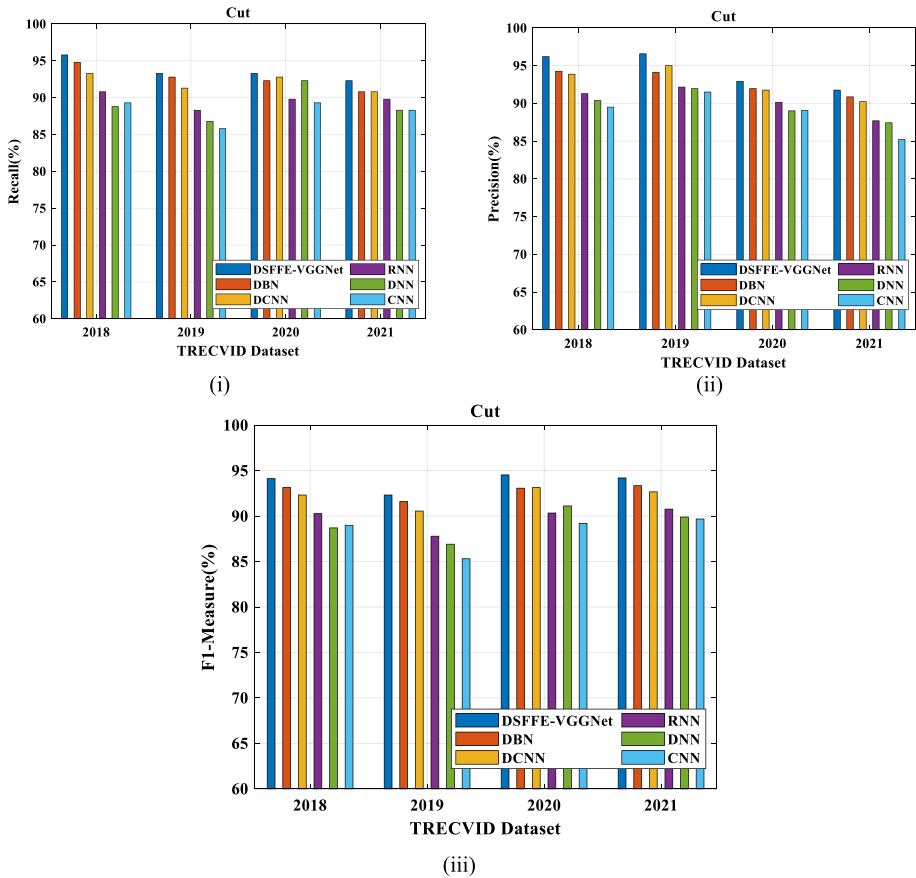 Cut
100
95
90
85
80
75
70
65
60
Recall(%)
DSFFE-VGGNet RNN
DBN DNN
DCNN CNN
2018 2019 2020 2021
TRECVID Dataset
(i)
Cut
100
95
90
85
80
75
70
65
60
Precision(%)
DSFFE-VGGNet RNN
DBN DNN
DCNN CNN
2018 2019 2020 2021
TRECVID Dataset
(ii)
Cut
100
95
90
85
80
75
70
65
60
F1-Measure(%)
DSFFE-VGGNet RNN
DBN DNN
DCNN CNN
2018 2019 2020 2021
TRECVID Dataset
(iii)